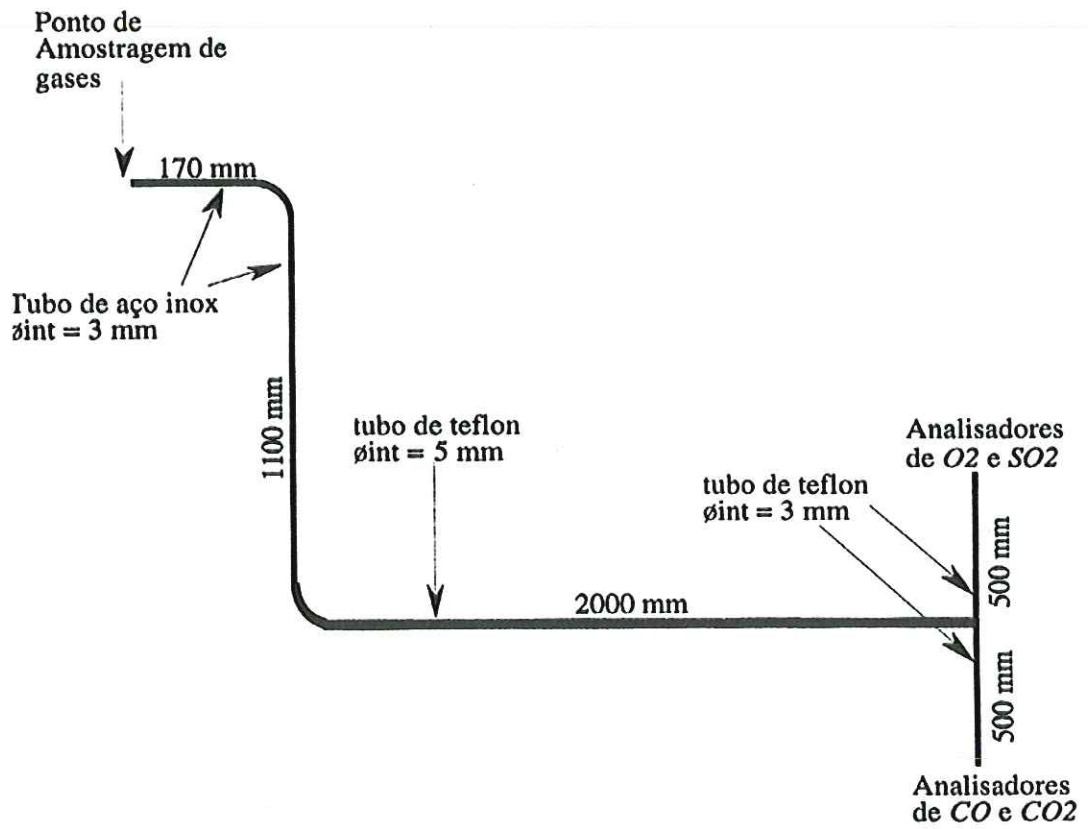 Ponto de
Amostragem de
gases
170 mm
Tubo de aço inox
øint = 3 mm
1100 mm
tubo de teflon
øint = 5 mm
2000 mm
tubo de teflon
øint = 3 mm
Analisadores
de O2 e SO2
500 mm
500 mm
Analisadores
de CO e CO2